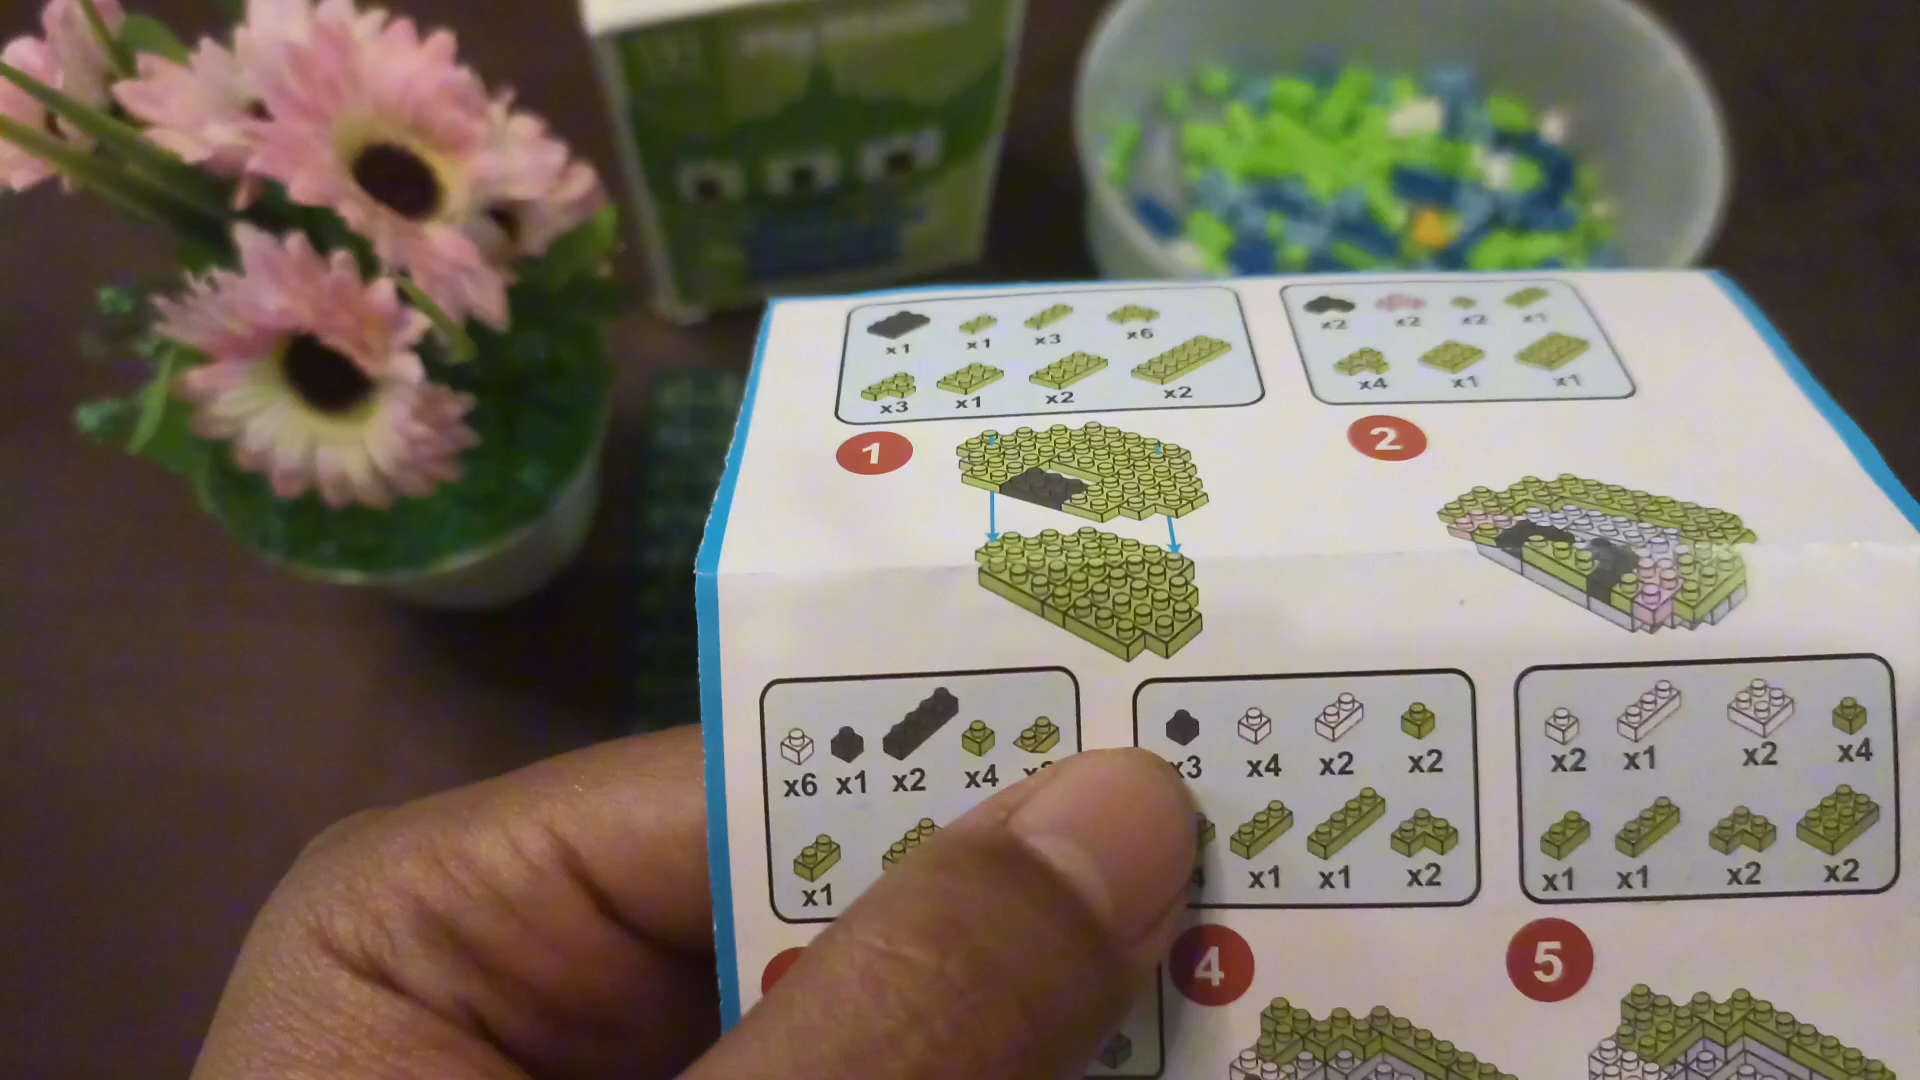 x1 x1 x3 x6
x3 x1 x2 x2
x2 x2 x2 x1
x4 x1 x1
1
2
x6 x1 x2 x4
x1
x3 x4 x2 x2
x1 x1 x2
x2 x1 x2 x4
x1 x1 x2 x2
4
5